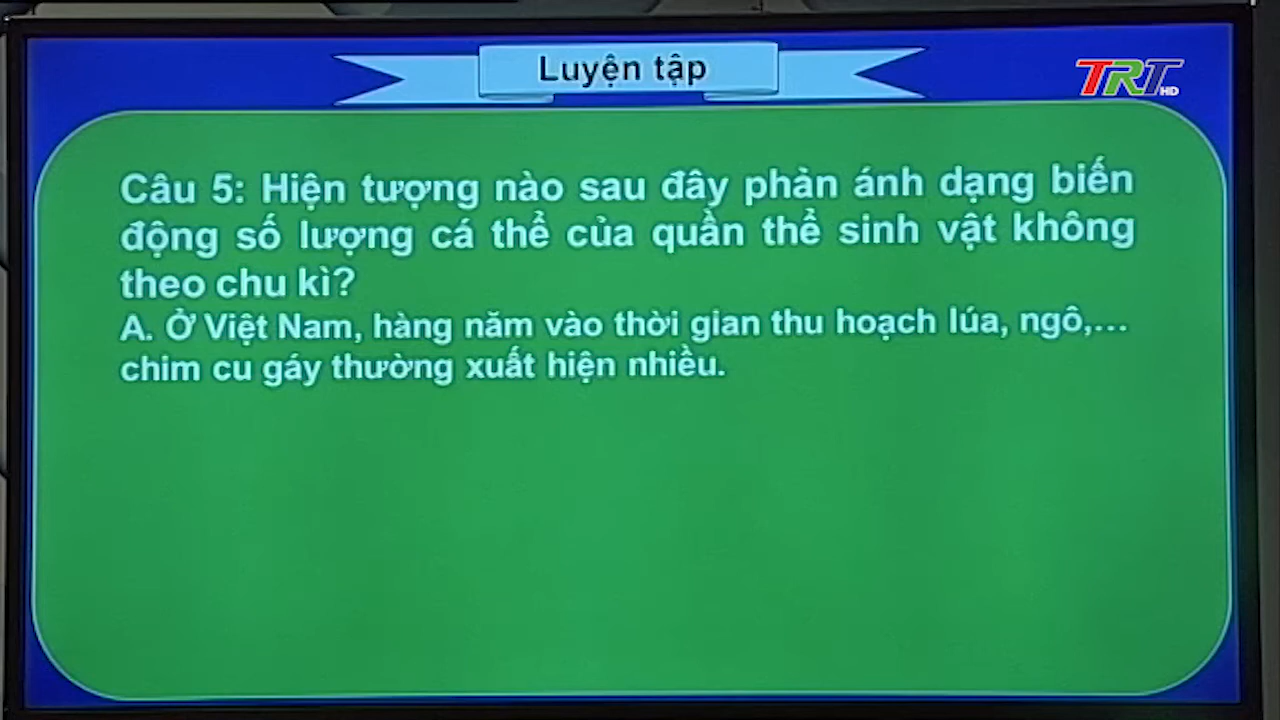 Luyện tập
TRT HD
Câu 5: Hiện tượng nào sau đây phản ánh dạng biến
động số lượng cá thể của quần thể sinh vật không
theo chu kì?
A. Ở Việt Nam, hàng năm vào thời gian thu hoạch lúa, ngô,...
chim cu gáy thường xuất hiện nhiều.